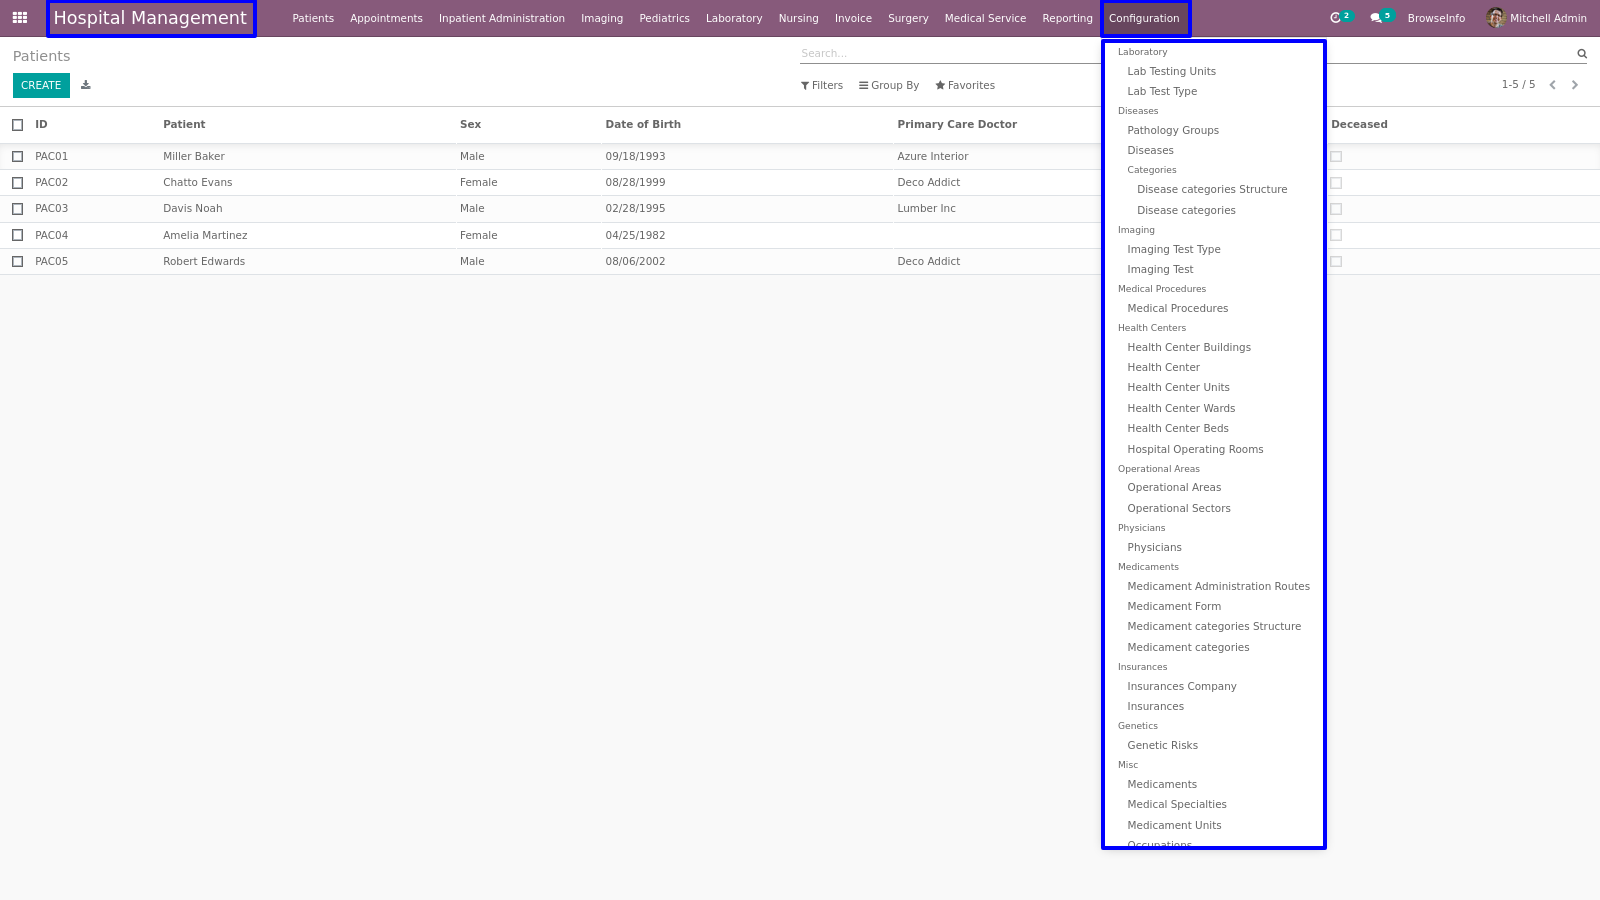 Hospital Management Patients Appointments Inpatient Administration Imaging Pediatrics Laboratory Nursing Invoice Surgery Medical Service Reporting Configuration 2 5 BrowseInfo Mitchell Admin
Patients
Search...
CREATE
Filters Group By Favorites
1-5 / 5
ID Patient Sex Date of Birth Primary Care Doctor Deceased
PAC01 Miller Baker Male 09/18/1993 Azure Interior
PAC02 Chatto Evans Female 08/28/1999 Deco Addict
PAC03 Davis Noah Male 02/28/1995 Lumber Inc
PAC04 Amelia Martinez Female 04/25/1982
PAC05 Robert Edwards Male 08/06/2002 Deco Addict
Laboratory
Lab Testing Units
Lab Test Type
Diseases
Pathology Groups
Diseases
Categories
Disease categories Structure
Disease categories
Imaging
Imaging Test Type
Imaging Test
Medical Procedures
Medical Procedures
Health Centers
Health Center Buildings
Health Center
Health Center Units
Health Center Wards
Health Center Beds
Hospital Operating Rooms
Operational Areas
Operational Areas
Operational Sectors
Physicians
Physicians
Medicaments
Medicament Administration Routes
Medicament Form
Medicament categories Structure
Medicament categories
Insurances
Insurances Company
Insurances
Genetics
Genetic Risks
Misc
Medicaments
Medical Specialties
Medicament Units
Occupations